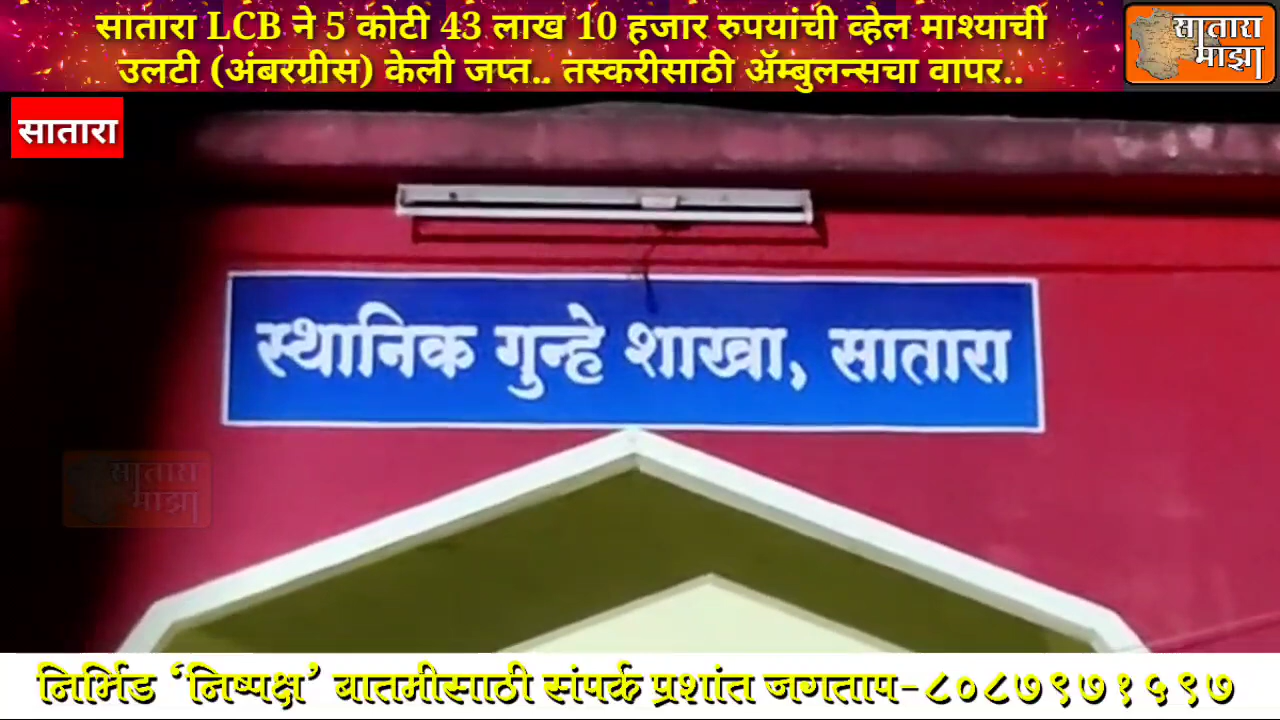 सातारा LCB ने 5 कोटी 43 लाख 10 हजार रुपयांची व्हेल माश्याची
उलटी (अंबरग्रीस) केली जप्त.. तस्करीसाठी ॲम्बुलन्सचा वापर..
सातारा
माझा
सातारा
स्थानिक गुन्हे शाखा, सातारा
सातारा
माझा
निर्भिड ‘निष्पक्ष’ बातमीसाठी संपर्क प्रशांत जगताप-८०८७९७१५९७